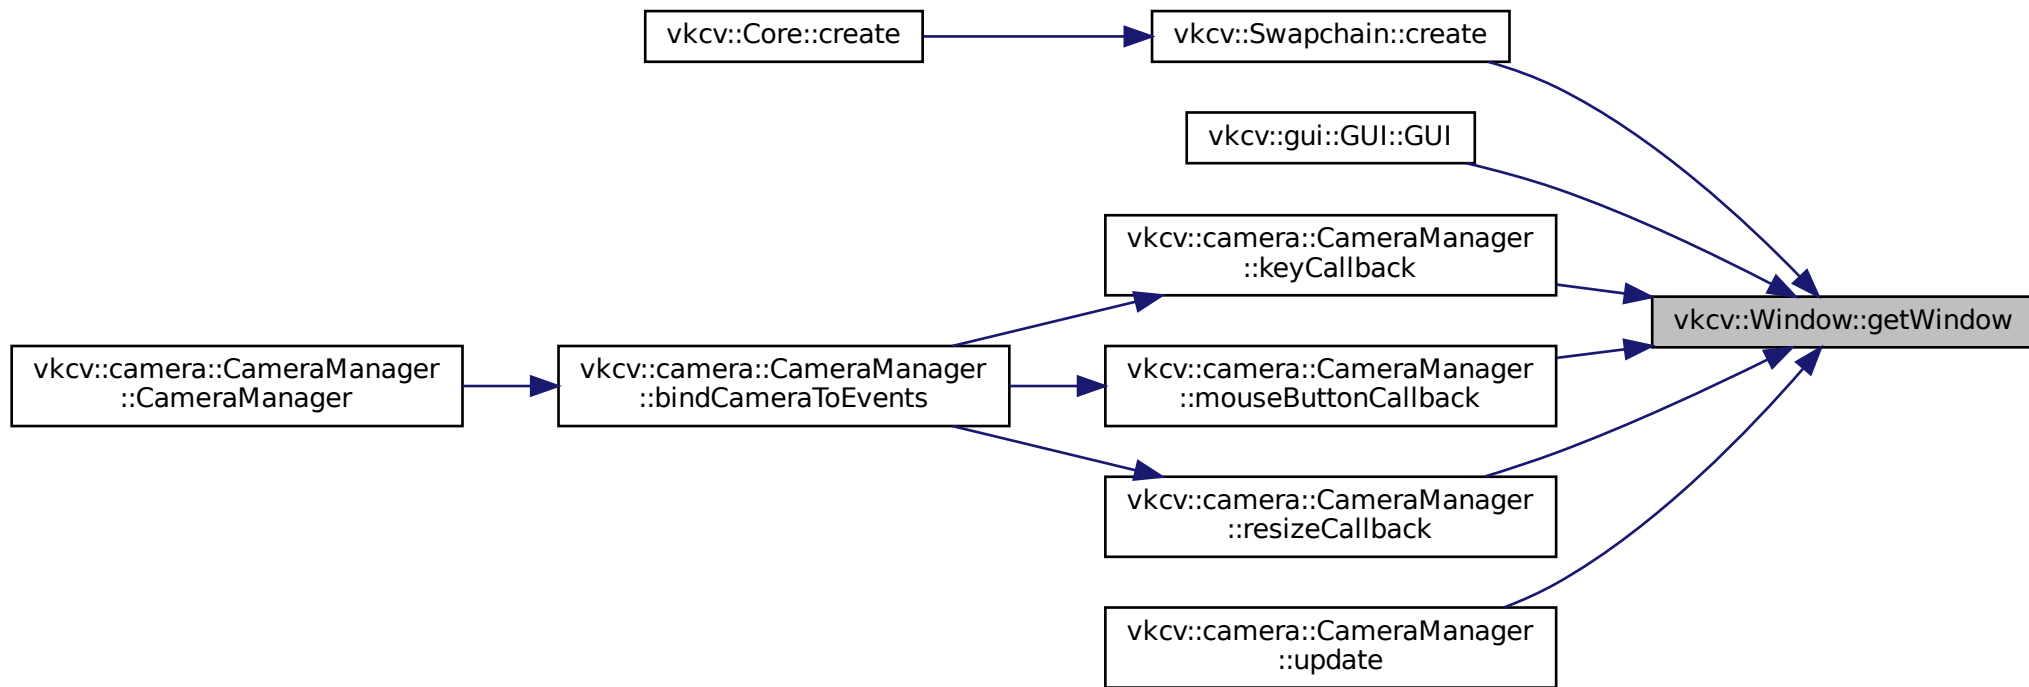 vkcv::Core::create
vkcv::Swapchain::create
vkcv::gui::GUI::GUI
vkcv::camera::CameraManager
::keyCallback
vkcv::Window::getWindow
vkcv::camera::CameraManager
::CameraManager
vkcv::camera::CameraManager
::bindCameraToEvents
vkcv::camera::CameraManager
::mouseButtonCallback
vkcv::camera::CameraManager
::resizeCallback
vkcv::camera::CameraManager
::update